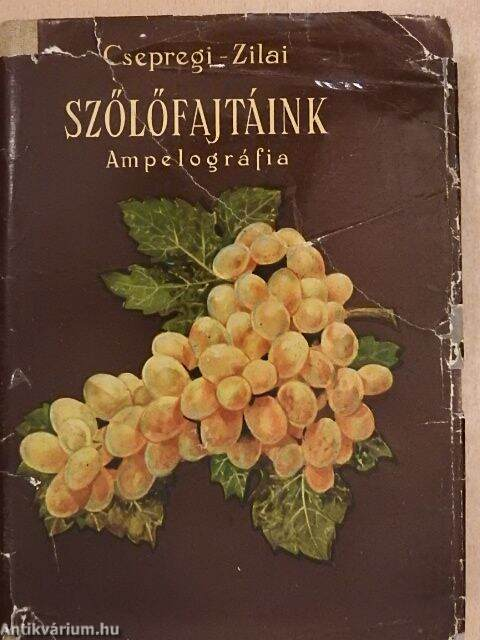 Csepregi - Zilai
SZŐLŐFAJTÁINK
Ampelográfia
Antikvárium.hu